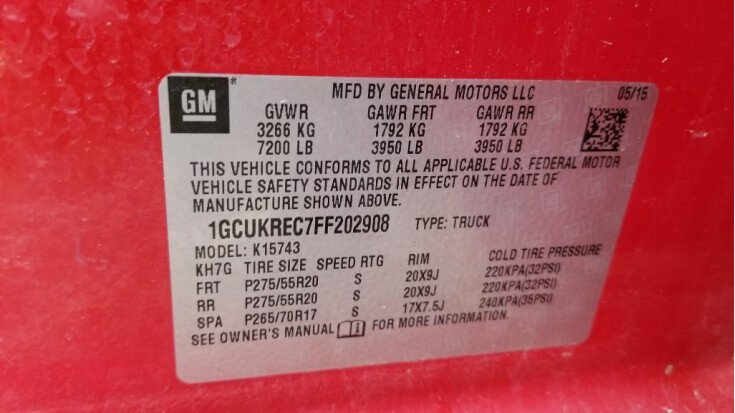 GM
MFD BY GENERAL MOTORS LLC 05/15
GVWR GAWR FRT GAWR RR
3266 KG 1792 KG 1792 KG
7200 LB 3950 LB 3950 LB
THIS VEHICLE CONFORMS TO ALL APPLICABLE U.S. FEDERAL MOTOR
VEHICLE SAFETY STANDARDS IN EFFECT ON THE DATE OF
MANUFACTURE SHOWN ABOVE.
1GCUKREC7FF202908 TYPE: TRUCK
MODEL: K15743
KH7G TIRE SIZE SPEED RTG RIM COLD TIRE PRESSURE
FRT P275/55R20 S 20X9J 220KPA(32PSI)
RR P275/55R20 S 20X9J 220KPA(32PSI)
SPA P265/70R17 S 17X7.5J 240KPA(35PSI)
SEE OWNER'S MANUAL FOR MORE INFORMATION.